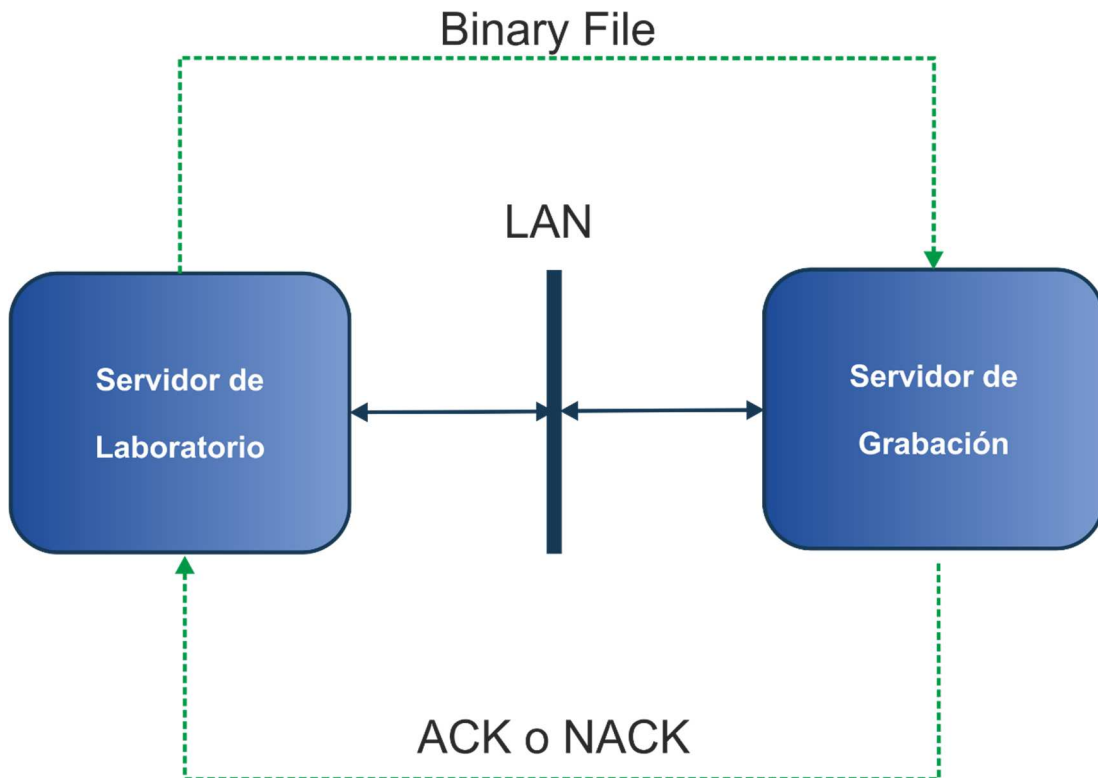 Binary File
LAN
Servidor de
Laboratorio
Servidor de
Grabación
ACK o NACK